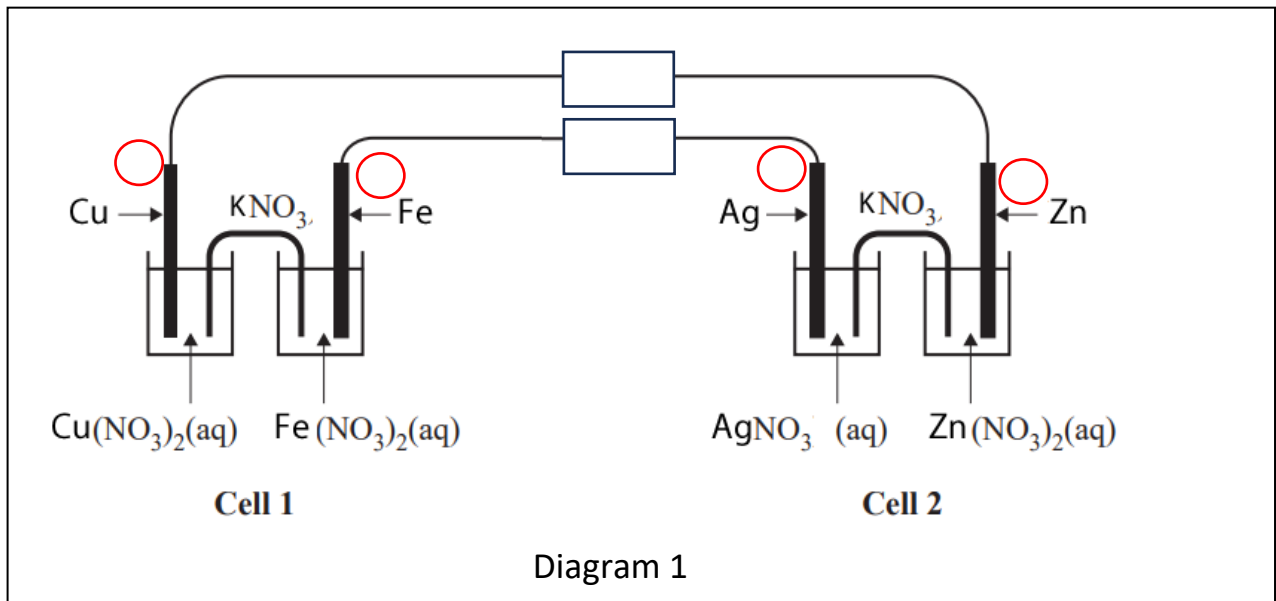 Cu KNO₃ Fe Ag KNO₃ Zn
Cu(NO₃)₂(aq) Fe(NO₃)₂(aq) AgNO₃ (aq) Zn(NO₃)₂(aq)
Cell 1 Cell 2
Diagram 1